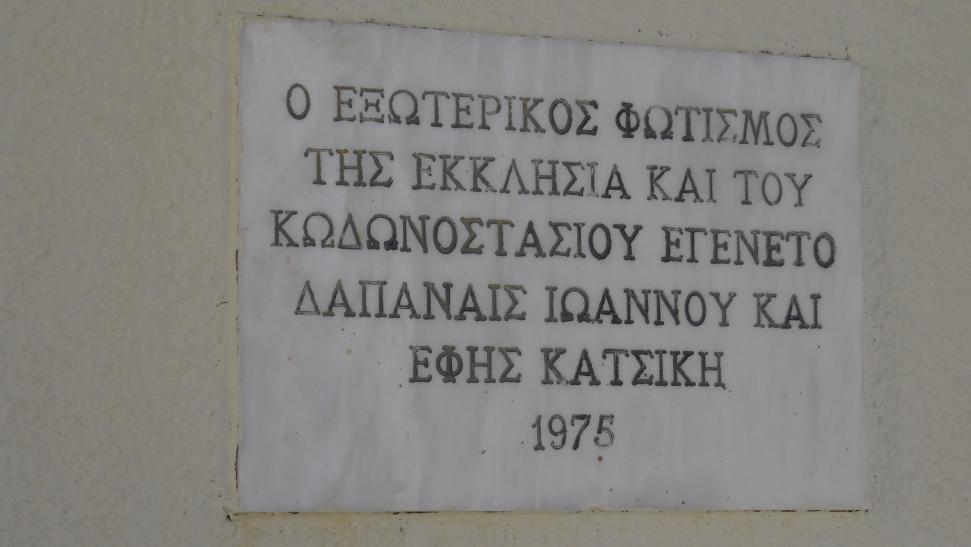 Ο ΕΞΩΤΕΡΙΚΟΣ ΦΩΤΙΣΜΟΣ
ΤΗΣ ΕΚΚΛΗΣΙΑ ΚΑΙ ΤΟΥ
ΚΩΔΩΝΟΣΤΑΣΙΟΥ ΕΓΕΝΕΤΟ
ΔΑΠΑΝΑΙΣ ΙΩΑΝΝΟΥ ΚΑΙ
ΕΦΗΣ ΚΑΤΣΙΚΗ
1975